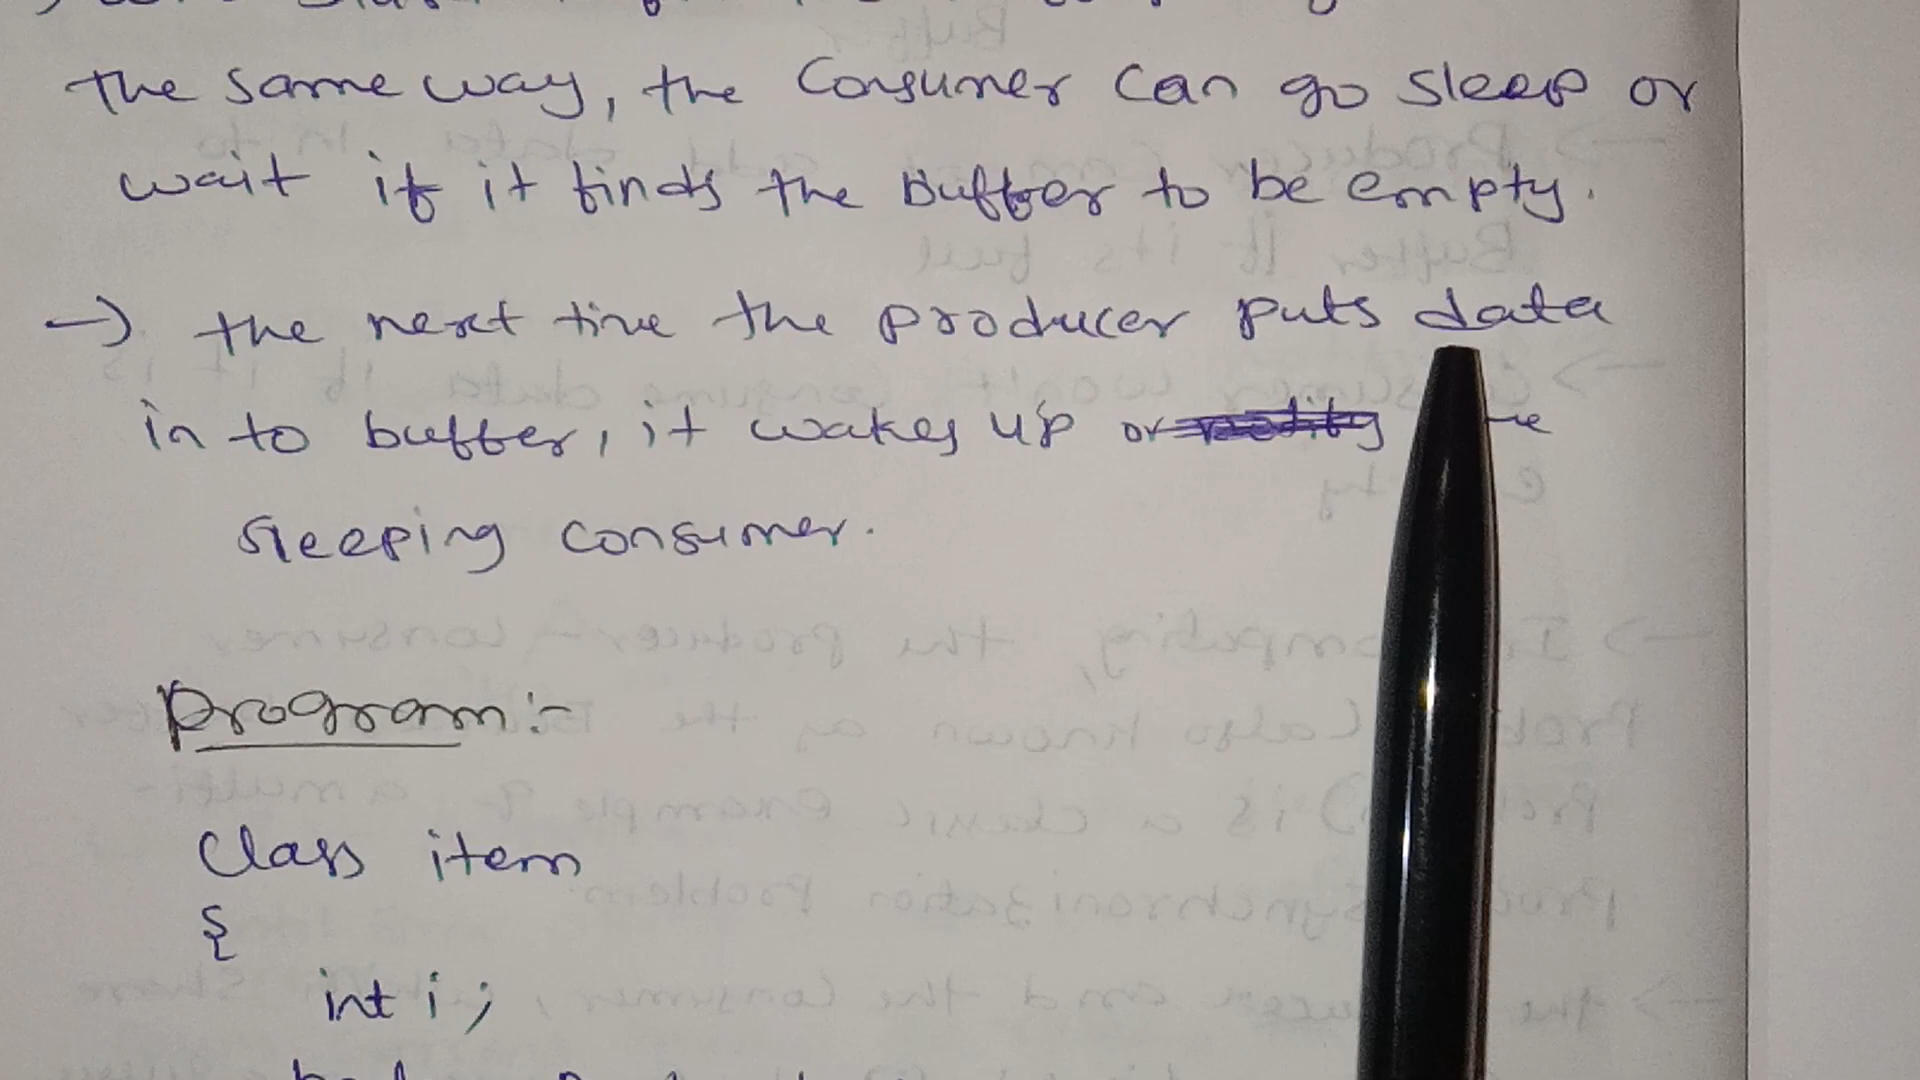 the same way, the Consumer can go sleep or
wait if it finds the Buffer to be empty.
→ the next time the producer puts data
in to buffer, it wakes up or
sleeping consumer.
Program :-
Class item
{
int i ;